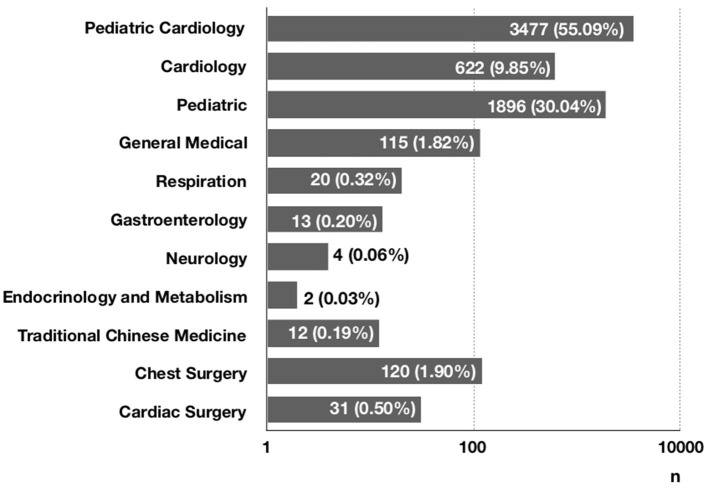 Pediatric Cardiology 3477 (55.09%)
Cardiology 622 (9.85%)
Pediatric 1896 (30.04%)
General Medical 115 (1.82%)
Respiration 20 (0.32%)
Gastroenterology 13 (0.20%)
Neurology 4 (0.06%)
Endocrinology and Metabolism 2 (0.03%)
Traditional Chinese Medicine 12 (0.19%)
Chest Surgery 120 (1.90%)
Cardiac Surgery 31 (0.50%)
1 100 10000
n